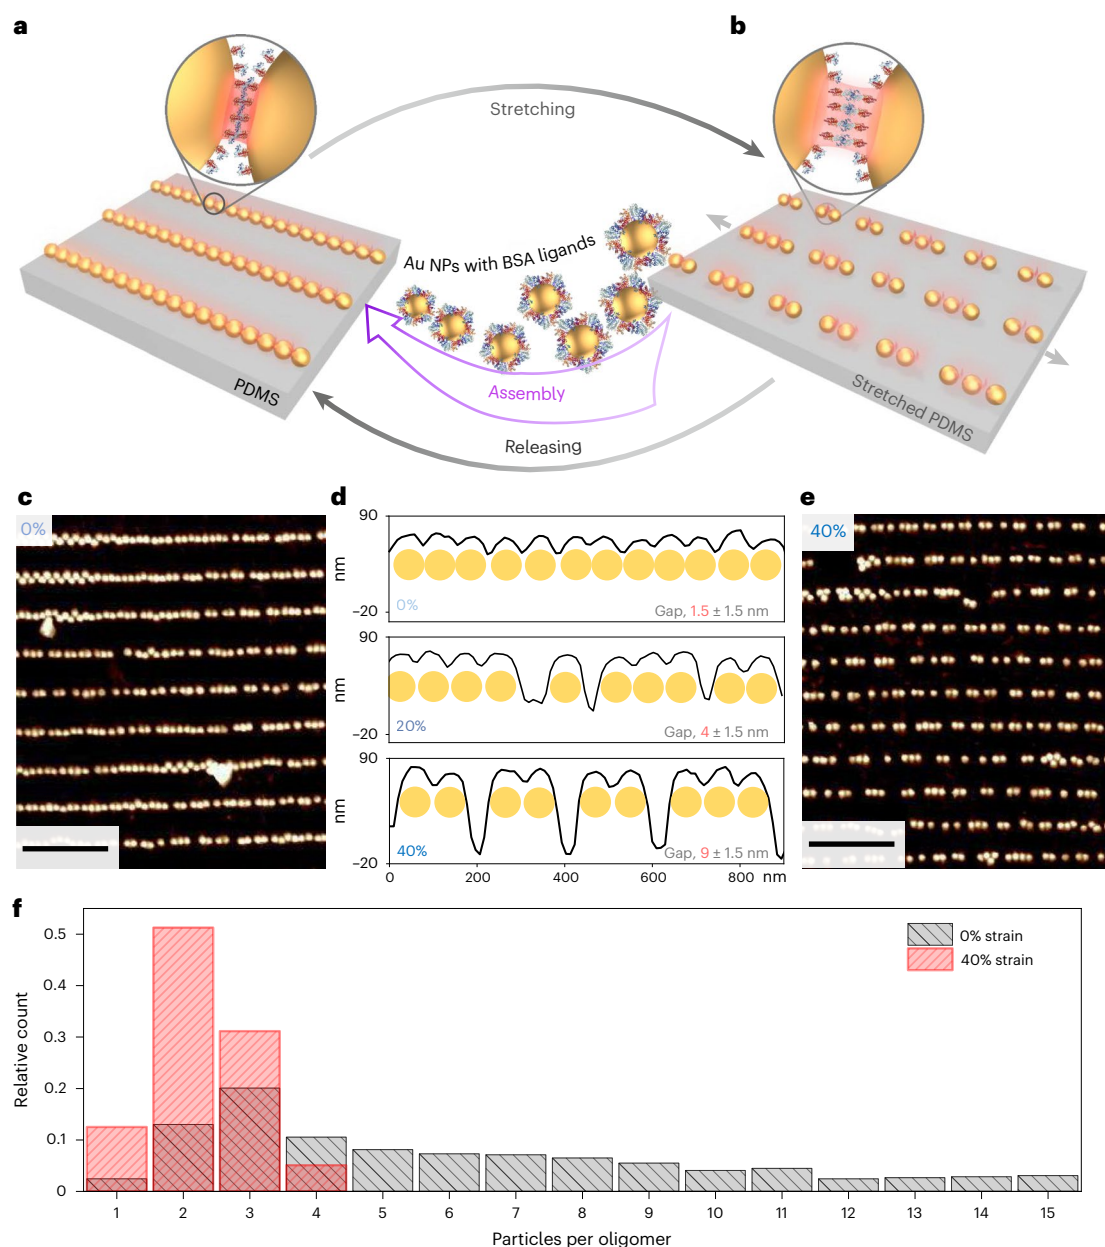 a
b
Stretching
Au NPs with BSA ligands
Assembly
Releasing
PDMS
Stretched PDMS
c
d
e
0%
90
nm
−20
0%
Gap, 1.5 ± 1.5 nm
90
nm
−20
20%
Gap, 4 ± 1.5 nm
90
nm
−20
40%
Gap, 9 ± 1.5 nm
0
200
400
600
800
nm
40%
f
0% strain
40% strain
Relative count
0.5
0.4
0.3
0.2
0.1
0
1 2 3 4 5 6 7 8 9 10 11 12 13 14 15
Particles per oligomer